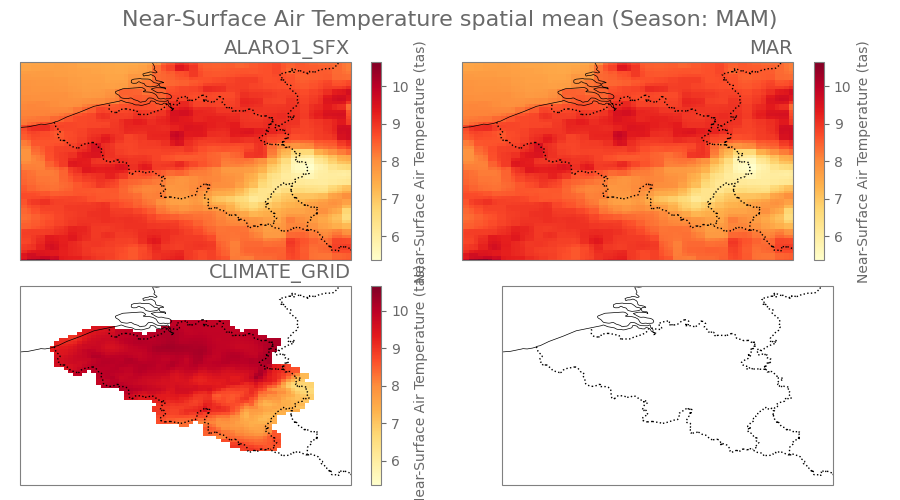 Near-Surface Air Temperature spatial mean (Season: MAM)
ALARO1_SFX
10
9
8
7
6
Near-Surface Air Temperature (tas)
MAR
10
9
8
7
6
Near-Surface Air Temperature (tas)
CLIMATE_GRID
10
9
8
7
6
Near-Surface Air Temperature (tas)